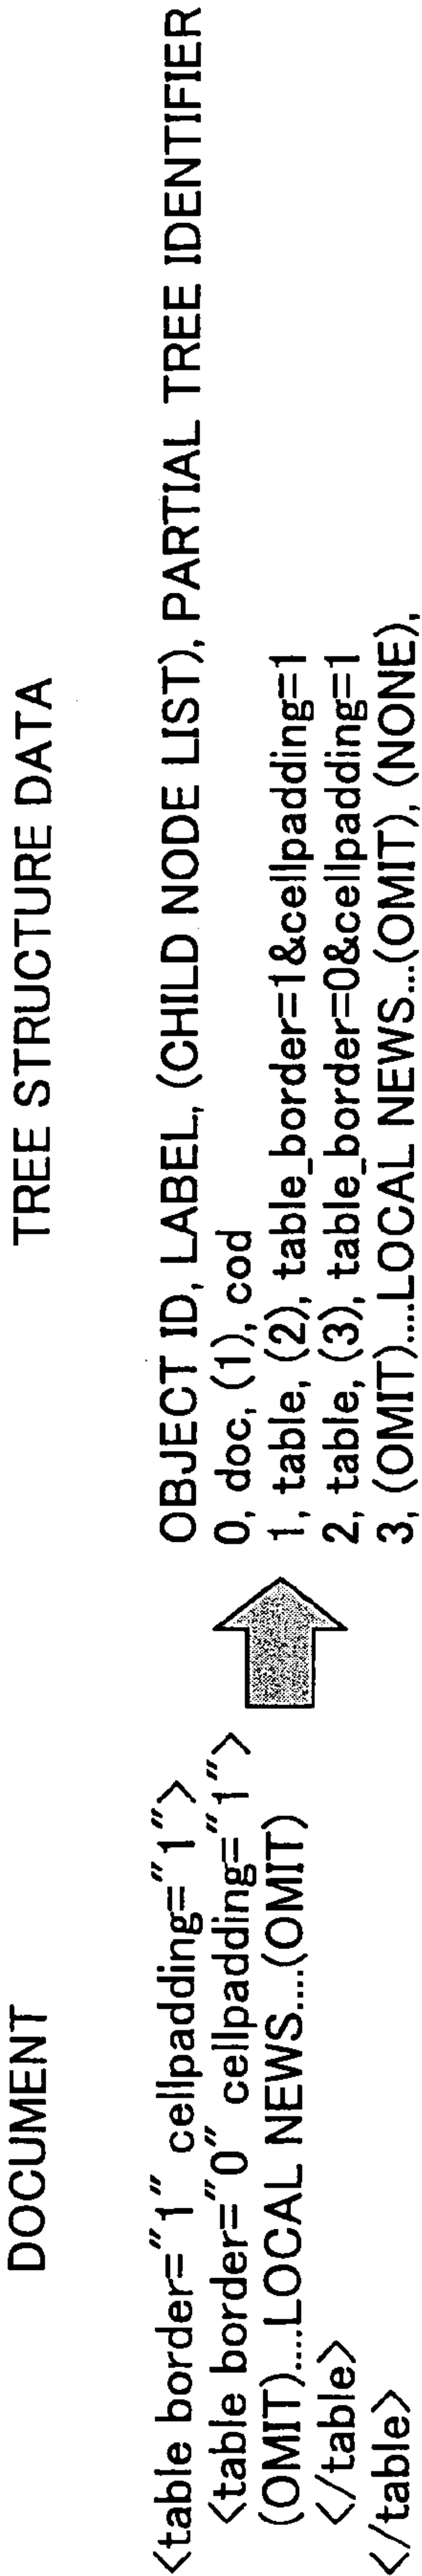 DOCUMENT
<table border="1" cellpadding="1">
<table border="0" cellpadding="1">
(OMIT)....LOCAL NEWS....(OMIT)
</table>
</table>
TREE STRUCTURE DATA
OBJECT ID, LABEL, (CHILD NODE LIST), PARTIAL TREE IDENTIFIER
0, doc, (1), cod
1, table, (2), table_border=1&cellpadding=1
2, table, (3), table_border=0&cellpadding=1
3, (OMIT)....LOCAL NEWS...(OMIT), (NONE),